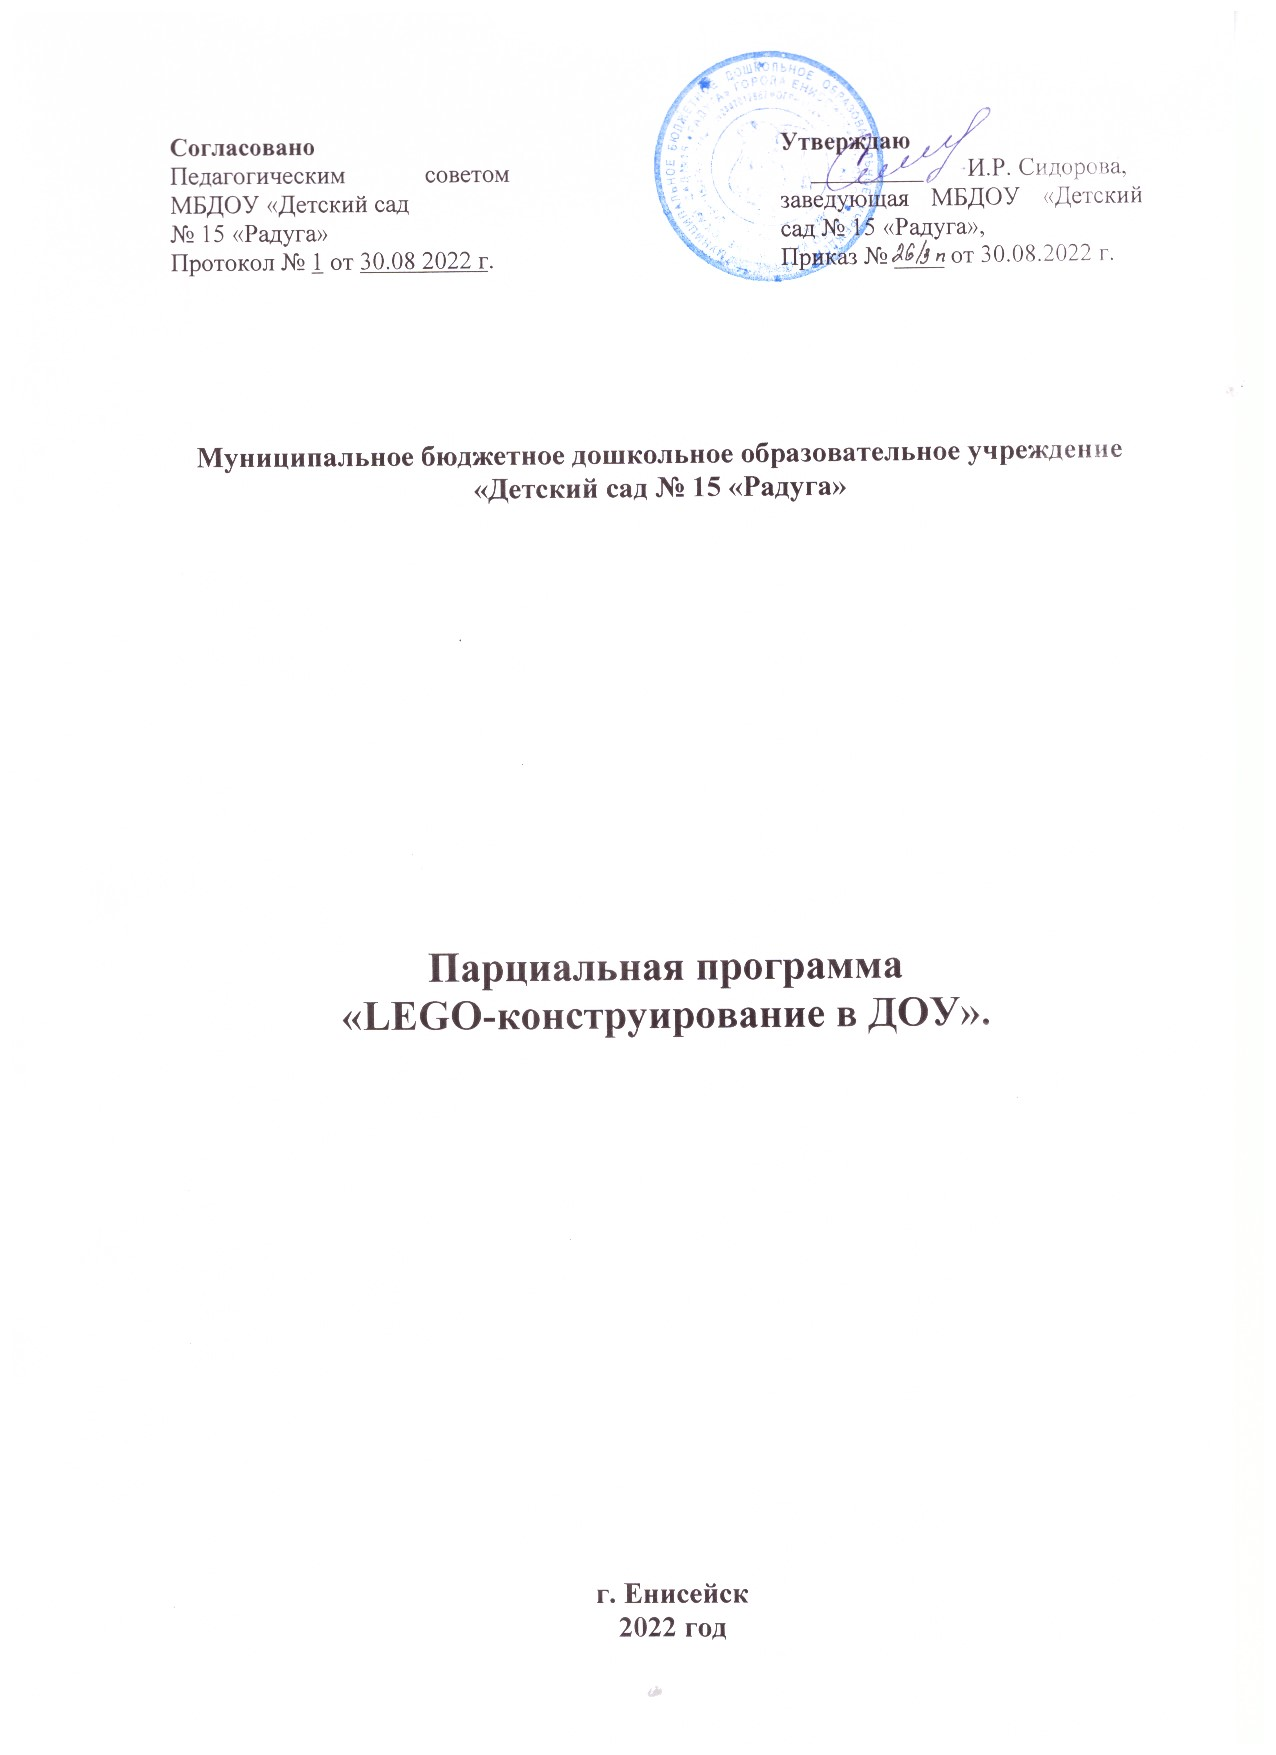 Согласовано
Педагогическим советом
МБДОУ «Детский сад
№ 15 «Радуга»
Протокол № 1 от 30.08 2022 г.
Утверждаю
И.Р. Сидорова,
заведующая МБДОУ «Детский
сад № 15 «Радуга»,
Приказ № от 30.08.2022 г.
Муниципальное бюджетное дошкольное образовательное учреждение
«Детский сад № 15 «Радуга»
Парциальная программа
«LEGO-конструирование в ДОУ».
г. Енисейск
2022 год